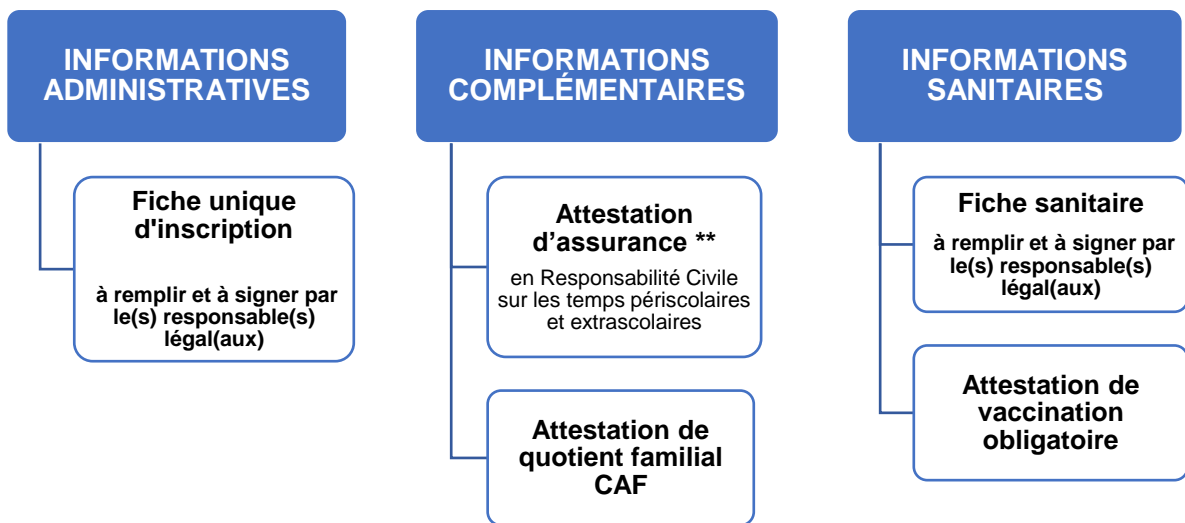 INFORMATIONS
ADMINISTRATIVES
Fiche unique
d'inscription
à remplir et à signer par
le(s) responsable(s)
légal(aux)
INFORMATIONS
COMPLÉMENTAIRES
Attestation
d’assurance **
en Responsabilité Civile
sur les temps périscolaires
et extrascolaires
Attestation de
quotient familial
CAF
INFORMATIONS
SANITAIRES
Fiche sanitaire
à remplir et à signer par
le(s) responsable(s)
légal(aux)
Attestation de
vaccination
obligatoire